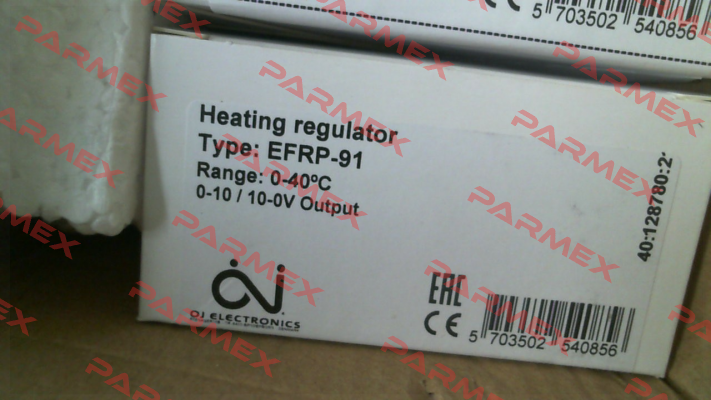 5 703502 540856
Heating regulator
Type: EFRP-91
Range: 0-40ºC
0-10 / 10-0V Output
40:128780:2
OJ ELECTRONICS
EAC
CE
5 703502 540856
PARMEX